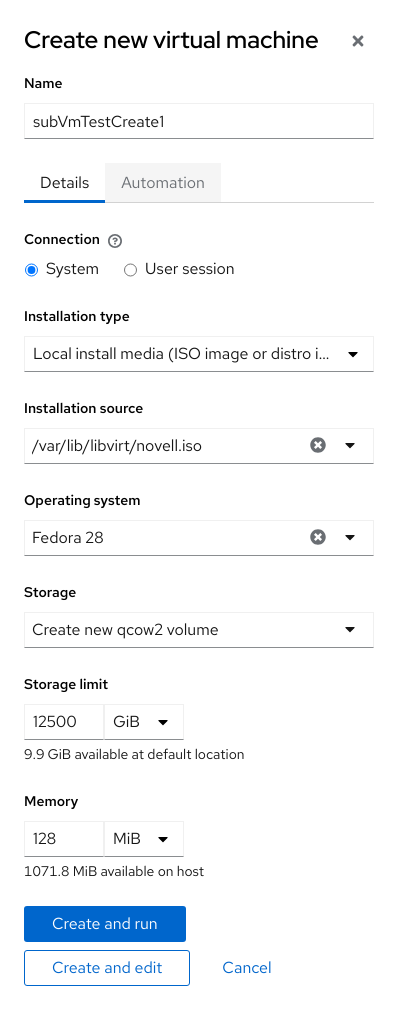 Create new virtual machine
Name
subVmTestCreate1
Details Automation
Connection
System User session
Installation type
Local install media (ISO image or distro i...
Installation source
/var/lib/libvirt/novell.iso
Operating system
Fedora 28
Storage
Create new qcow2 volume
Storage limit
12500 GiB
9.9 GiB available at default location
Memory
128 MiB
1071.8 MiB available on host
Create and run
Create and edit Cancel